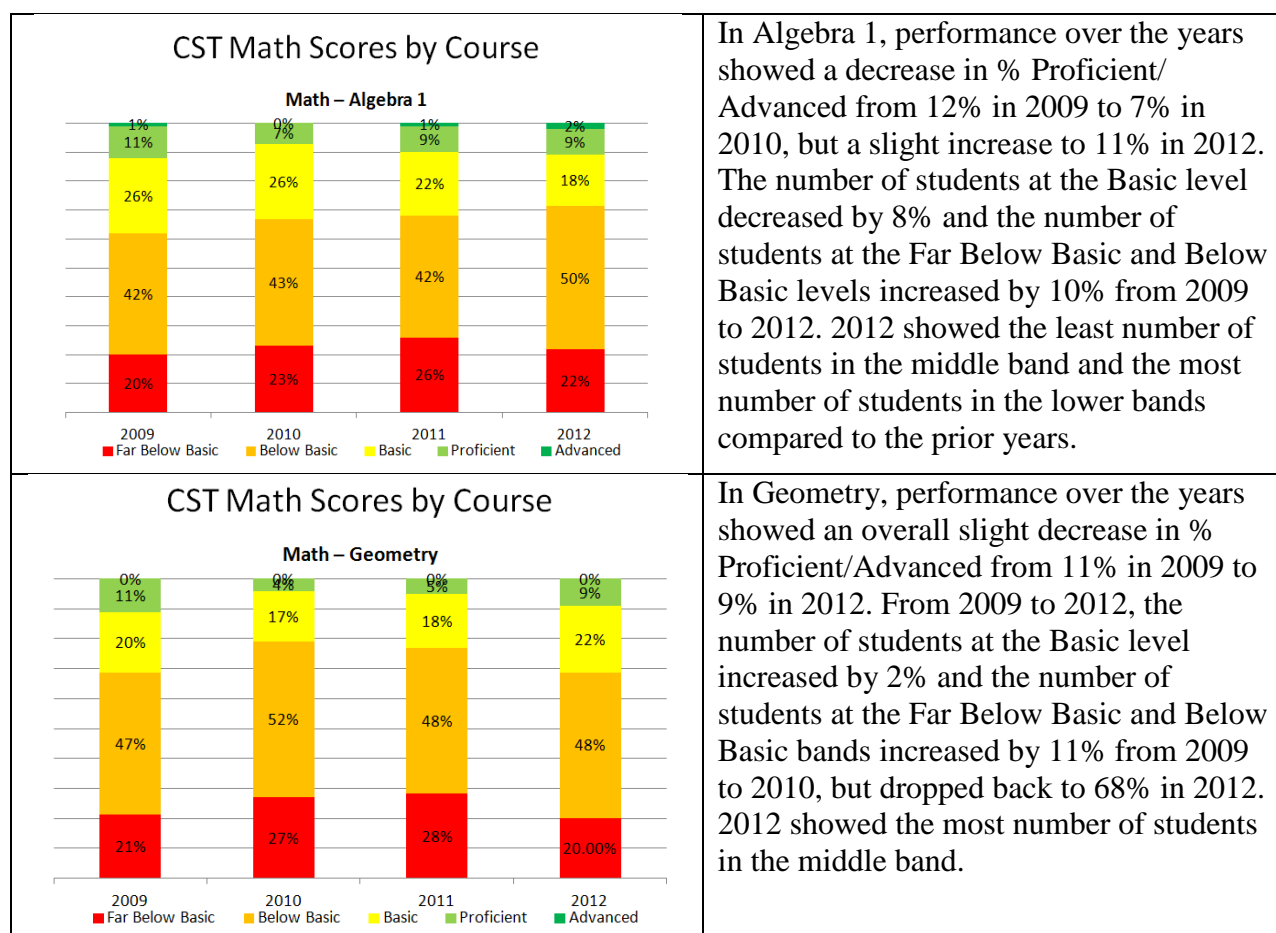 CST Math Scores by Course
Math – Algebra 1
1% 0% 1% 2%
11% 7% 9% 9%
26% 26% 22% 18%
42% 43% 42% 50%
20% 23% 26% 22%
2009 2010 2011 2012
Far Below Basic Below Basic Basic Proficient Advanced
In Algebra 1, performance over the years
showed a decrease in % Proficient/
Advanced from 12% in 2009 to 7% in
2010, but a slight increase to 11% in 2012.
The number of students at the Basic level
decreased by 8% and the number of
students at the Far Below Basic and Below
Basic levels increased by 10% from 2009
to 2012. 2012 showed the least number of
students in the middle band and the most
number of students in the lower bands
compared to the prior years.
CST Math Scores by Course
Math – Geometry
0% 0% 0% 0%
11% 4% 5% 9%
20% 17% 18% 22%
47% 52% 48% 48%
21% 27% 28% 20.00%
2009 2010 2011 2012
Far Below Basic Below Basic Basic Proficient Advanced
In Geometry, performance over the years
showed an overall slight decrease in %
Proficient/Advanced from 11% in 2009 to
9% in 2012. From 2009 to 2012, the
number of students at the Basic level
increased by 2% and the number of
students at the Far Below Basic and Below
Basic bands increased by 11% from 2009
to 2010, but dropped back to 68% in 2012.
2012 showed the most number of students
in the middle band.